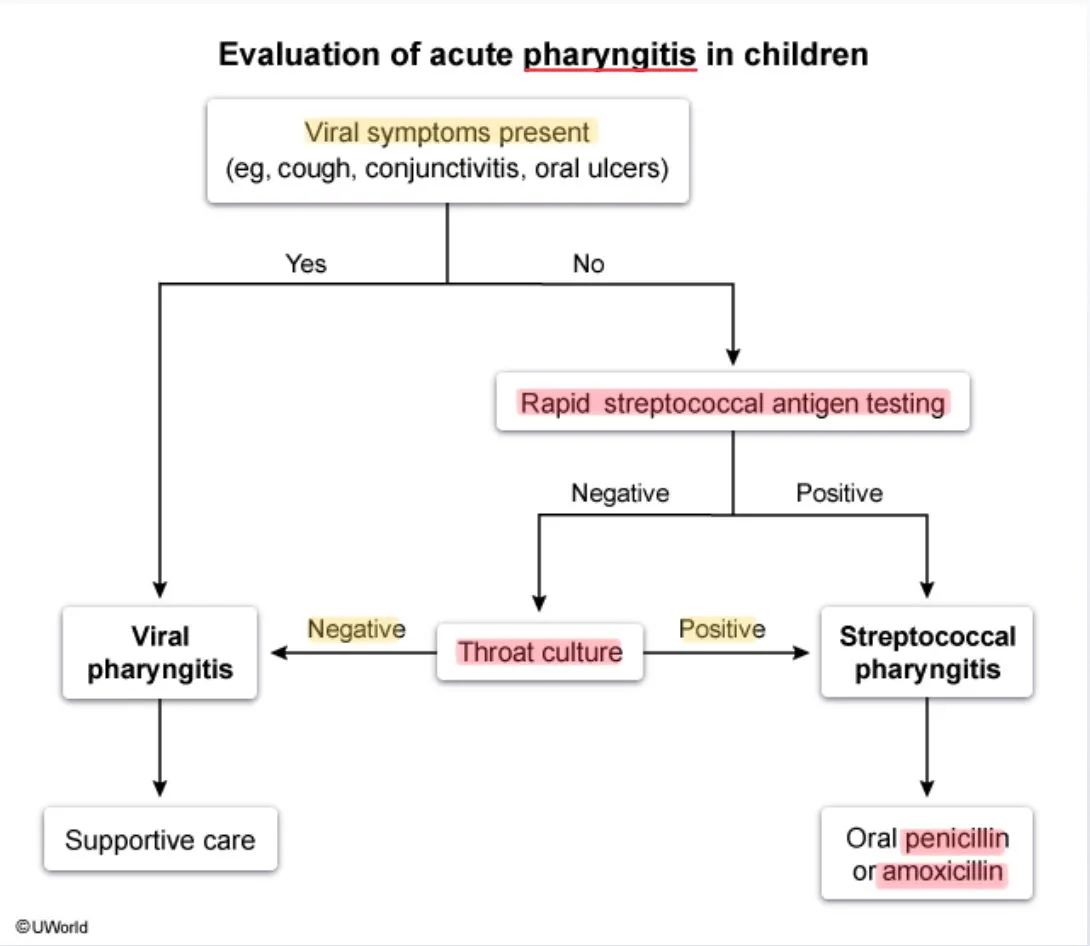 Evaluation of acute pharyngitis in children
Viral symptoms present
(eg, cough, conjunctivitis, oral ulcers)
Yes
No
Rapid streptococcal antigen testing
Negative
Positive
Viral
pharyngitis
Negative
Throat culture
Positive
Streptococcal
pharyngitis
Supportive care
Oral penicillin
or amoxicillin
©UWorld